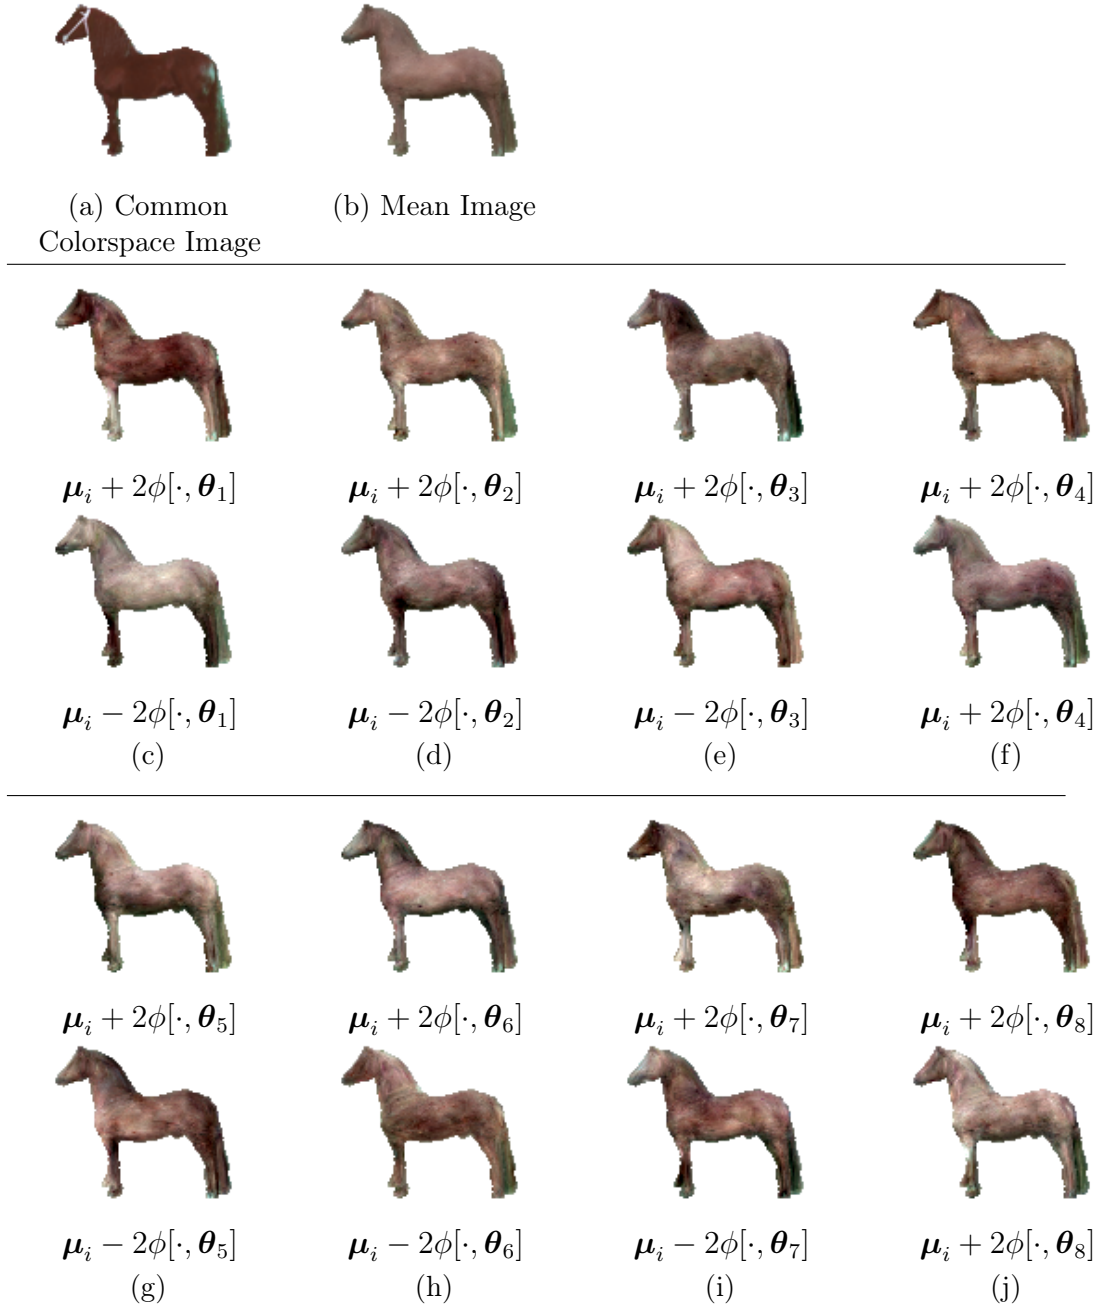 (a) Common (b) Mean Image
Colorspace Image
μ_i + 2ϕ[·, θ_1] μ_i + 2ϕ[·, θ_2] μ_i + 2ϕ[·, θ_3] μ_i + 2ϕ[·, θ_4]
μ_i − 2ϕ[·, θ_1] μ_i − 2ϕ[·, θ_2] μ_i − 2ϕ[·, θ_3] μ_i + 2ϕ[·, θ_4]
(c) (d) (e) (f)
μ_i + 2ϕ[·, θ_5] μ_i + 2ϕ[·, θ_6] μ_i + 2ϕ[·, θ_7] μ_i + 2ϕ[·, θ_8]
μ_i − 2ϕ[·, θ_5] μ_i − 2ϕ[·, θ_6] μ_i − 2ϕ[·, θ_7] μ_i + 2ϕ[·, θ_8]
(g) (h) (i) (j)